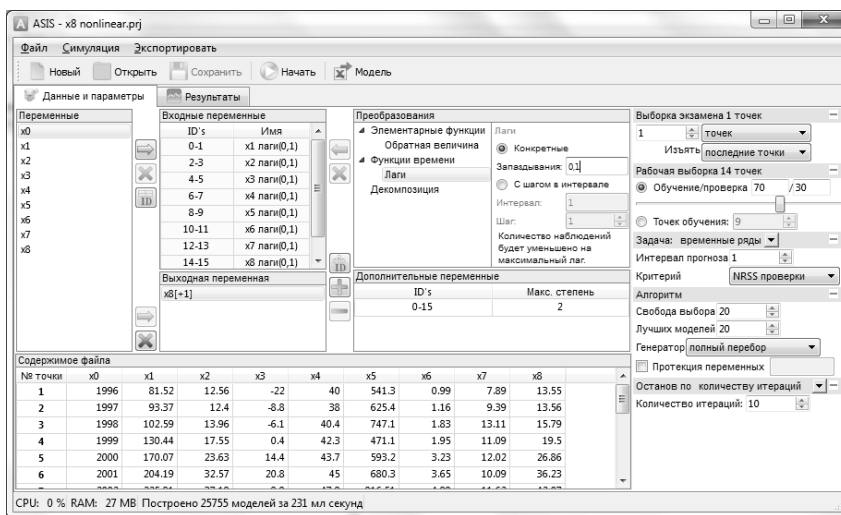 ASIS - x8 nonlinear.prj
Файл Симуляция Экспортировать
Новый Открыть Сохранить Начать Модель
Данные и параметры Результаты
Переменные
x0
x1
x2
x3
x4
x5
x6
x7
x8
Входные переменные
ID's Имя
0-1 x1 лаги(0,1)
2-3 x2 лаги(0,1)
4-5 x3 лаги(0,1)
6-7 x4 лаги(0,1)
8-9 x5 лаги(0,1)
10-11 x6 лаги(0,1)
12-13 x7 лаги(0,1)
14-15 x8 лаги(0,1)
Выходная переменная
x8[+1]
ID
ID
Преобразования
Элементарные функции
Обратная величина
Функции времени
Лаги
Декомпозиция
Лаги
Конкретные
Запаздывания: 0,1
С шагом в интервале
Интервал: 1
Шаг: 1
Количество наблюдений
будет уменьшено на
максимальный лаг.
Дополнительные переменные
ID's Макс. степень
0-15 2
Выборка экзамена 1 точек
1 точек
Изъять последние точки
Рабочая выборка 14 точек
Обучение/проверка 70 / 30
Точек обучения: 9
Задача: временные ряды
Интервал прогноза 1
Критерий NRSS проверки
Алгоритм
Свобода выбора 20
Лучших моделей 20
Генератор полный перебор
Протекция переменных
Останов по количеству итераций
Количество итераций: 10
Содержимое файла
№ точки x0 x1 x2 x3 x4 x5 x6 x7 x8
1 1996 81.52 12.56 -22 40 541.3 0.99 7.89 13.55
2 1997 93.37 12.4 -8.8 38 625.4 1.16 9.39 13.56
3 1998 102.59 13.96 -6.1 40.4 747.1 1.83 13.11 15.79
4 1999 130.44 17.55 0.4 42.3 471.1 1.95 11.09 19.5
5 2000 170.07 23.63 14.4 43.7 593.2 3.23 12.02 26.86
6 2001 204.19 32.57 20.8 45 680.3 3.65 10.09 36.23
CPU: 0 % RAM: 27 MB Построено 25755 моделей за 231 мл секунд